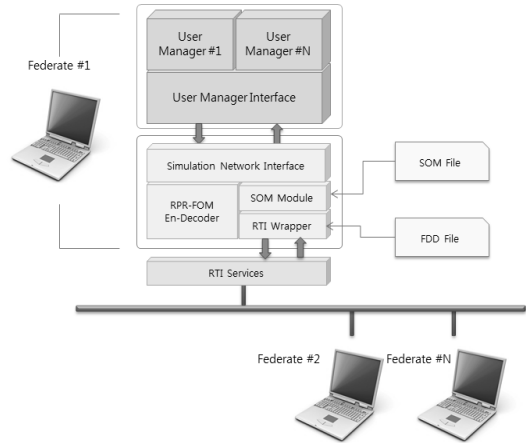 User
Manager #1
User
Manager #N
Federate #1
User Manager Interface
Simulation Network Interface
SOM File
RPR-FOM
En-Decoder
SOM Module
RTI Wrapper
FDD File
RTI Services
Federate #2
Federate #N